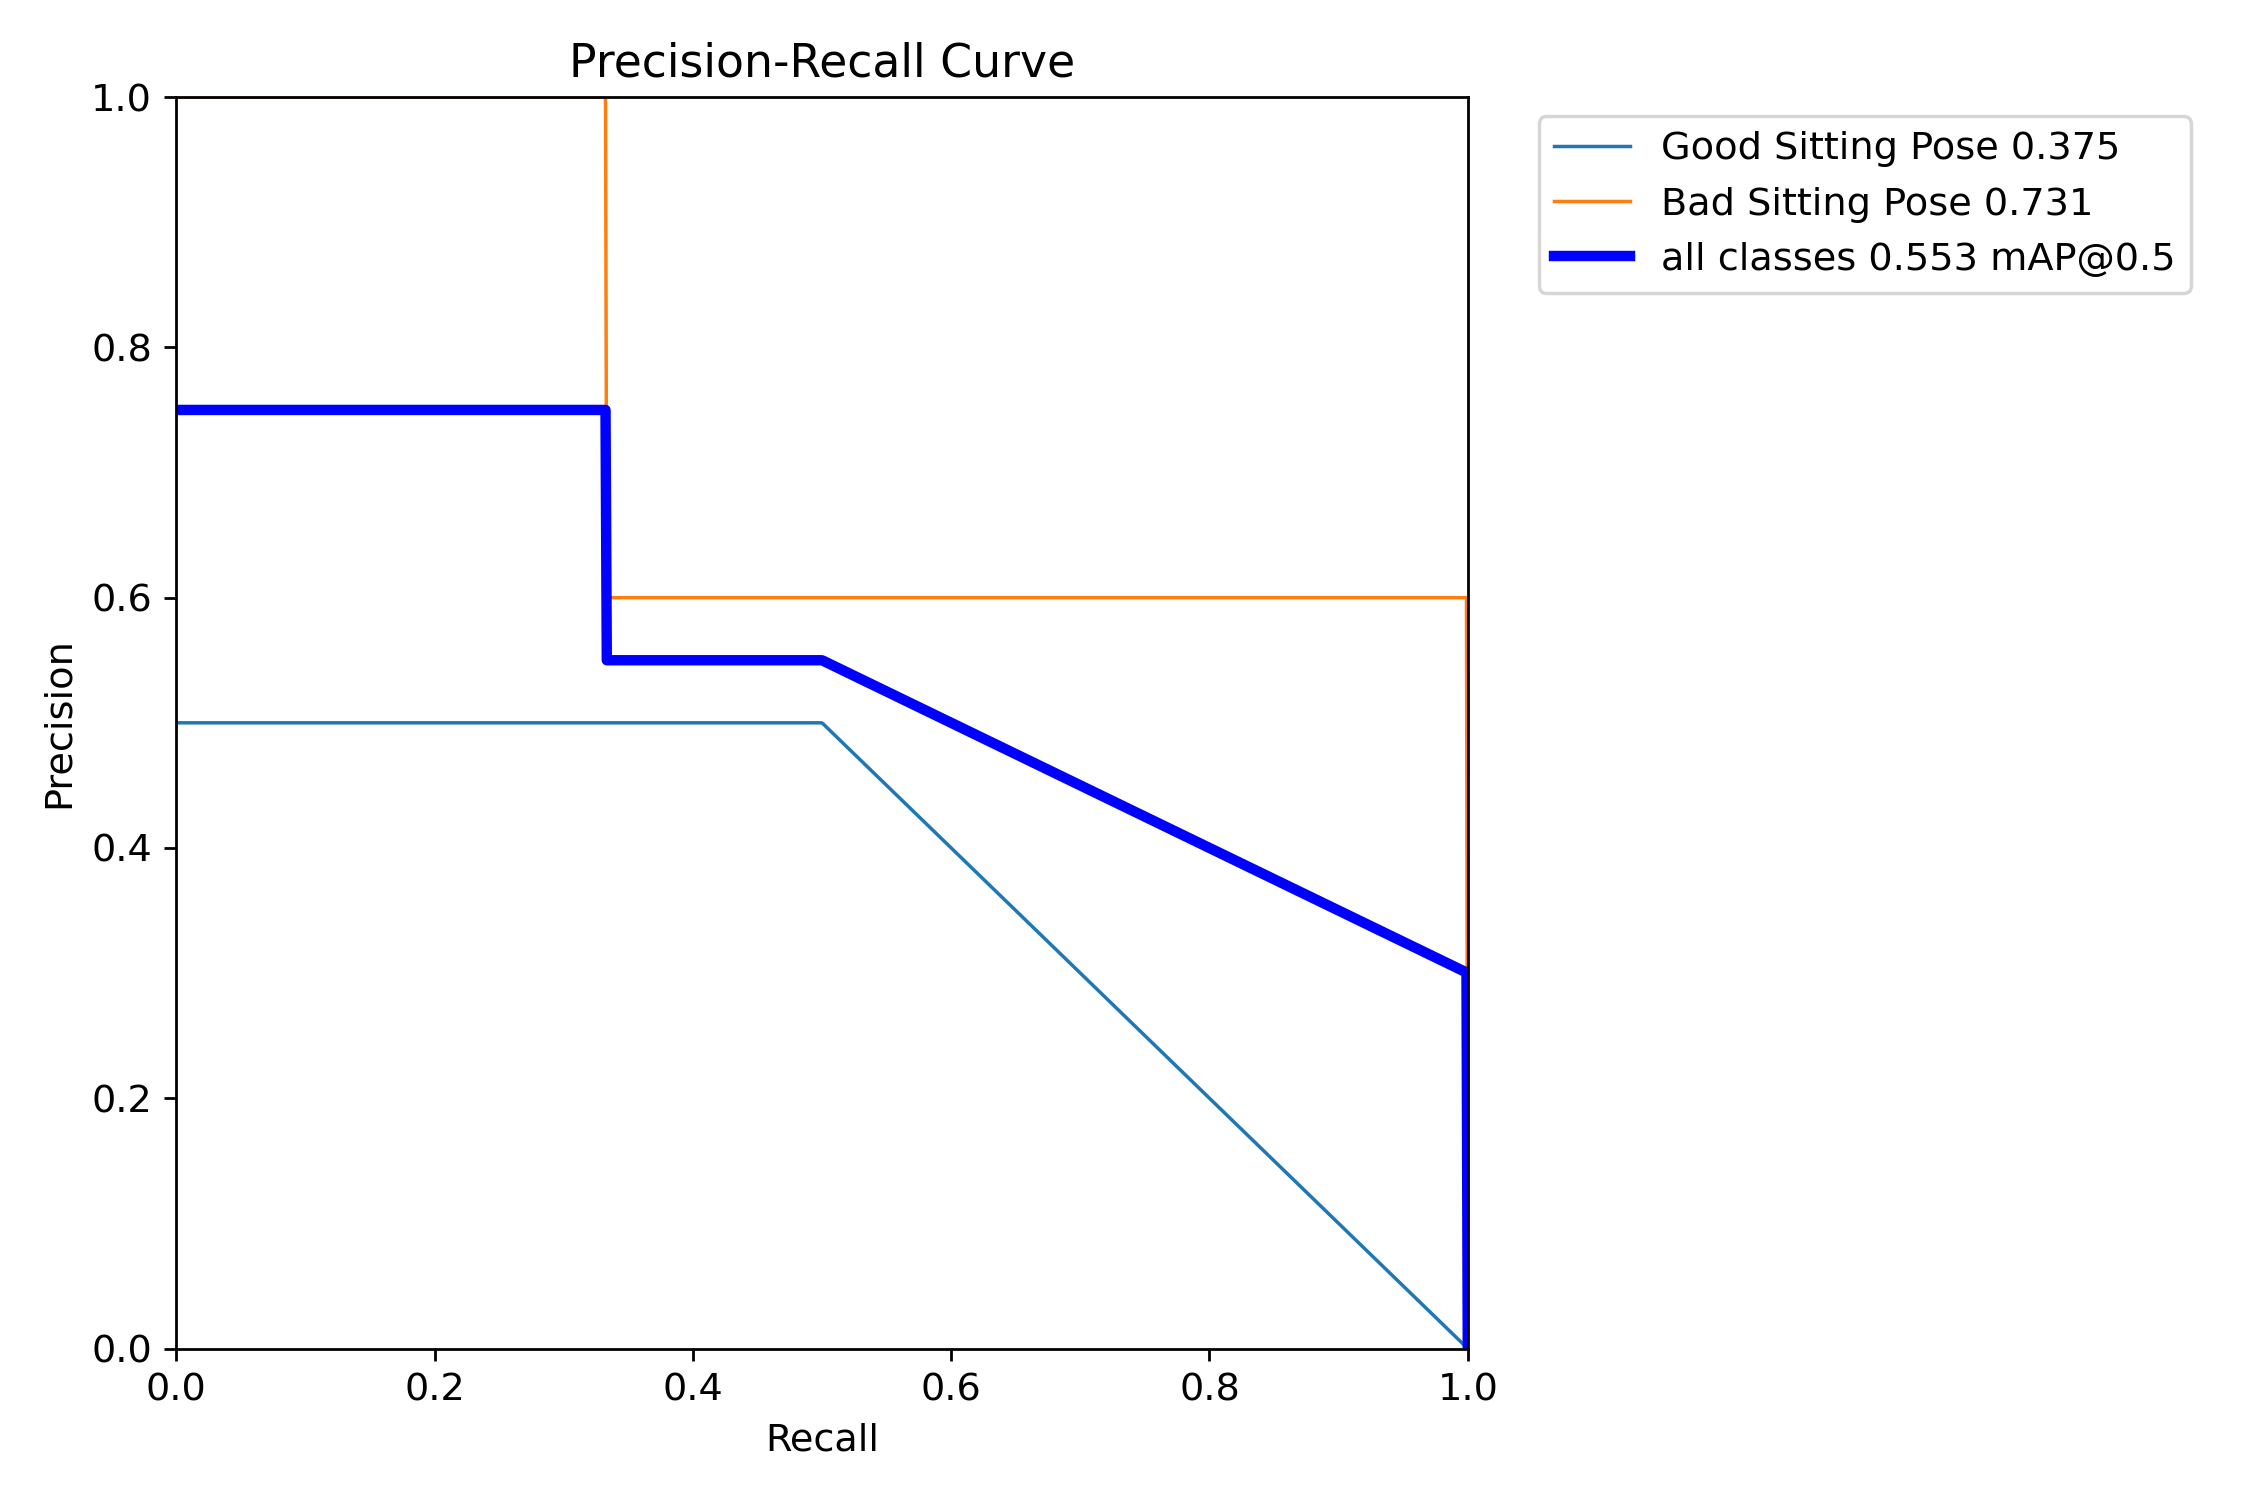 Precision-Recall Curve
Good Sitting Pose 0.375
Bad Sitting Pose 0.731
all classes 0.553 mAP@0.5
Precision
1.0
0.8
0.6
0.4
0.2
0.0
0.0 0.2 0.4 0.6 0.8 1.0
Recall